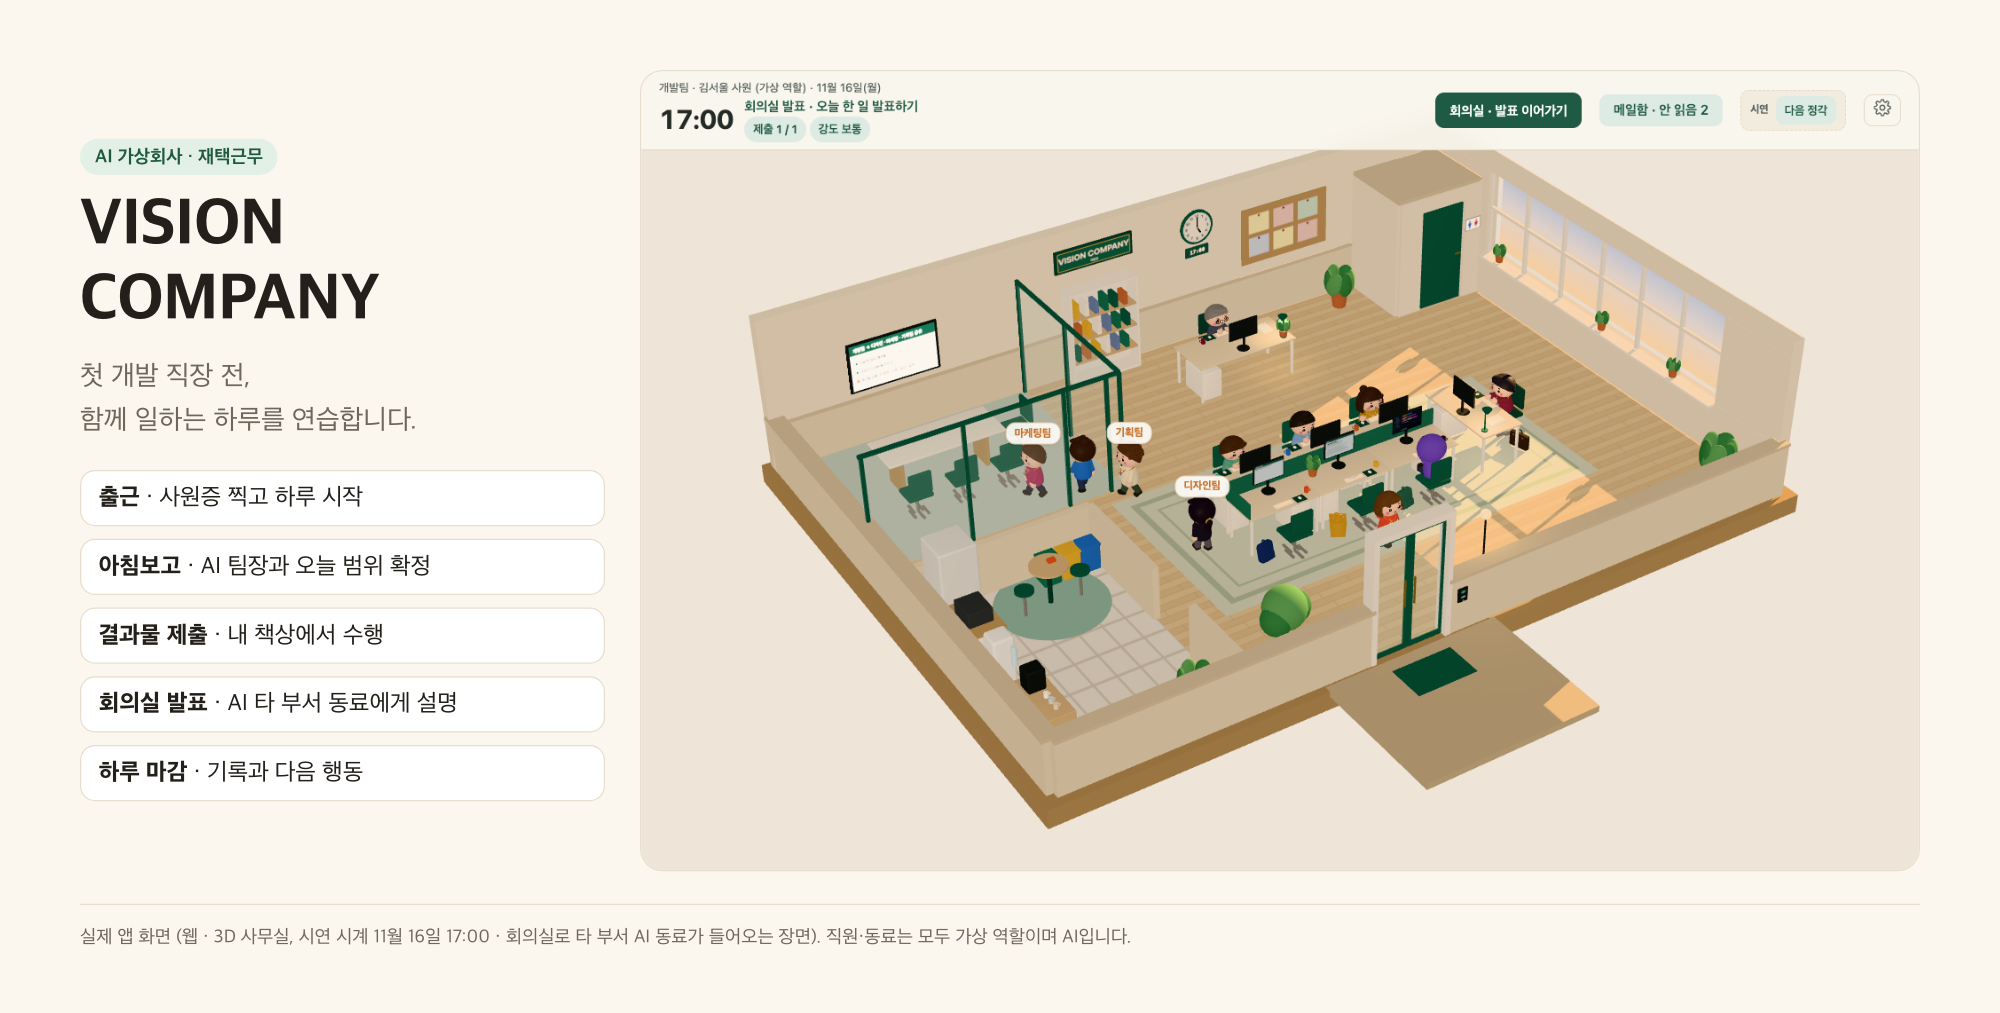 AI 가상회사 · 재택근무
VISION
COMPANY
첫 개발 직장 전,
함께 일하는 하루를 연습합니다.
출근 · 사원증 찍고 하루 시작
아침보고 · AI 팀장과 오늘 범위 확정
결과물 제출 · 내 책상에서 수행
회의실 발표 · AI 타 부서 동료에게 설명
하루 마감 · 기록과 다음 행동
개발팀 · 김서울 사원 (가상 역할) · 11월 16일(월)
17:00
회의실 발표 · 오늘 한 일 발표하기
제출 1 / 1
강도 보통
회의실 · 발표 이어가기
메일함 · 안 읽음 2
시연
다음 정각
VISION COMPANY
17:00
마케팅팀
기획팀
디자인팀
실제 앱 화면 (웹 · 3D 사무실, 시연 시계 11월 16일 17:00 · 회의실로 타 부서 AI 동료가 들어오는 장면). 직원·동료는 모두 가상 역할이며 AI입니다.